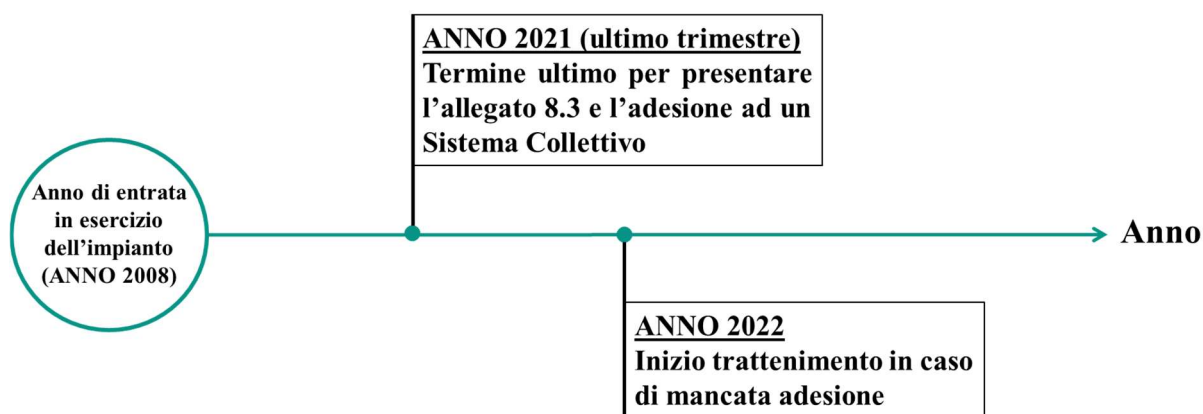 ANNO 2021 (ultimo trimestre)
Termine ultimo per presentare
l'allegato 8.3 e l'adesione ad un
Sistema Collettivo
Anno di entrata
in esercizio
dell'impianto
(ANNO 2008)
Anno
ANNO 2022
Inizio trattenimento in caso
di mancata adesione